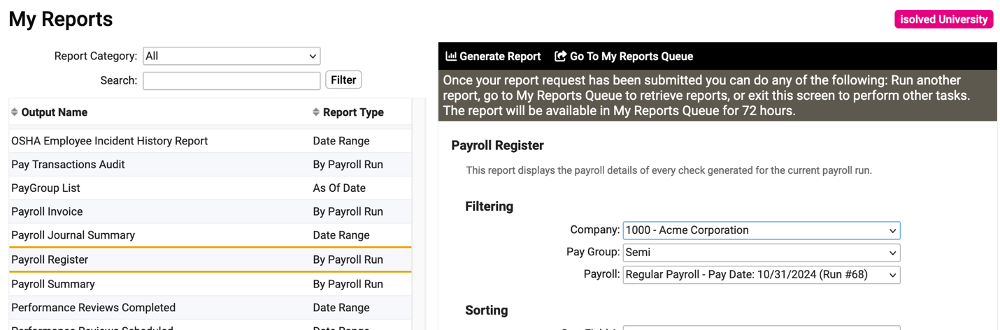 My Reports
isolved University
Report Category: All
Search:
Filter
Output Name Report Type
OSHA Employee Incident History Report Date Range
Pay Transactions Audit By Payroll Run
PayGroup List As Of Date
Payroll Invoice By Payroll Run
Payroll Journal Summary Date Range
Payroll Register By Payroll Run
Payroll Summary By Payroll Run
Performance Reviews Completed Date Range
Performance Reviews Scheduled Date Range
Generate Report Go To My Reports Queue
Once your report request has been submitted you can do any of the following: Run another
report, go to My Reports Queue to retrieve reports, or exit this screen to perform other tasks.
The report will be available in My Reports Queue for 72 hours.
Payroll Register
This report displays the payroll details of every check generated for the current payroll run.
Filtering
Company: 1000 - Acme Corporation
Pay Group: Semi
Payroll: Regular Payroll - Pay Date: 10/31/2024 (Run #68)
Sorting